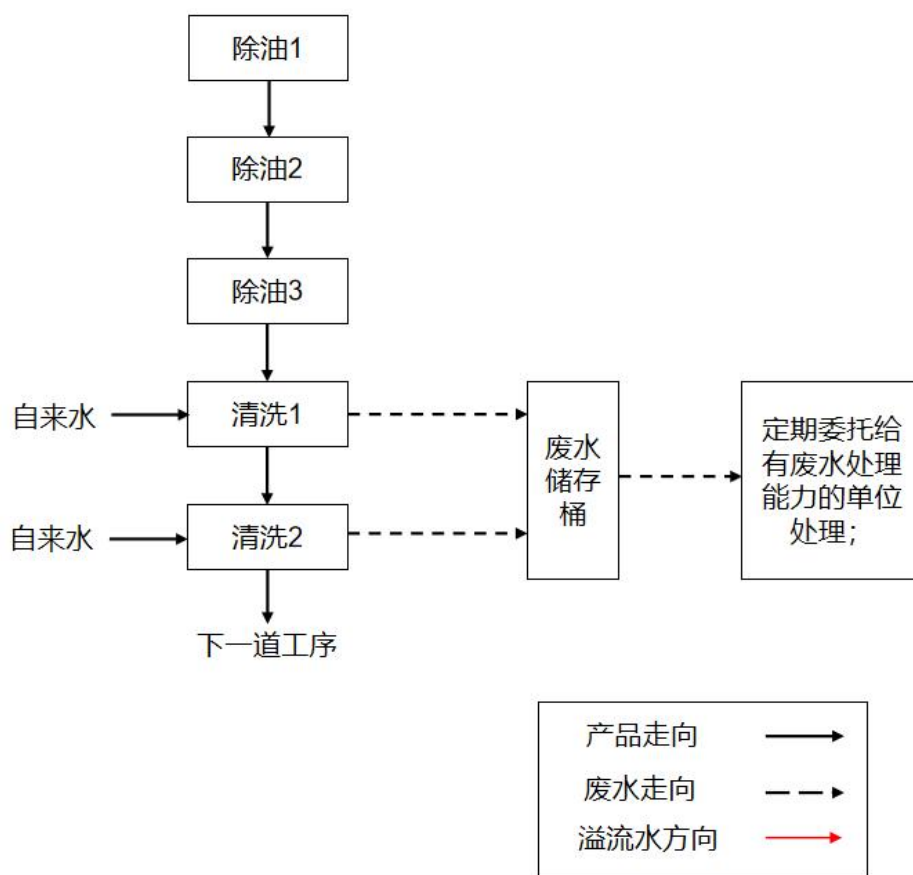 除油1
除油2
除油3
自来水
清洗1
自来水
清洗2
下一道工序
废水
储存
桶
定期委托给
有废水处理
能力的单位
处理；
产品走向
废水走向
溢流水方向